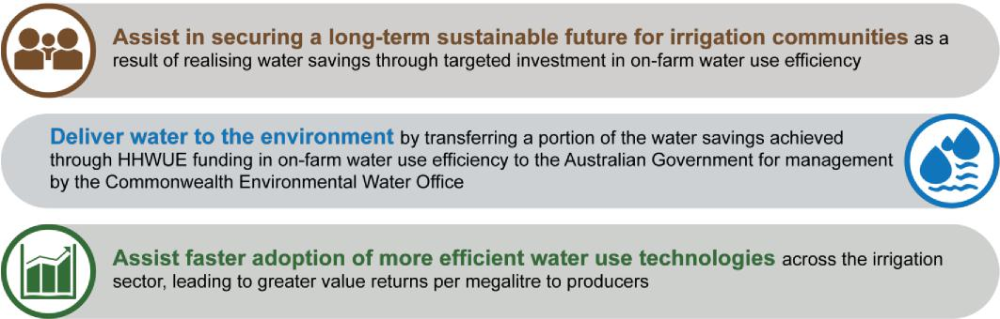 Assist in securing a long-term sustainable future for irrigation communities as a
result of realising water savings through targeted investment in on-farm water use efficiency
Deliver water to the environment by transferring a portion of the water savings achieved
through HHWUE funding in on-farm water use efficiency to the Australian Government for management
by the Commonwealth Environmental Water Office
Assist faster adoption of more efficient water use technologies across the irrigation
sector, leading to greater value returns per megalitre to producers